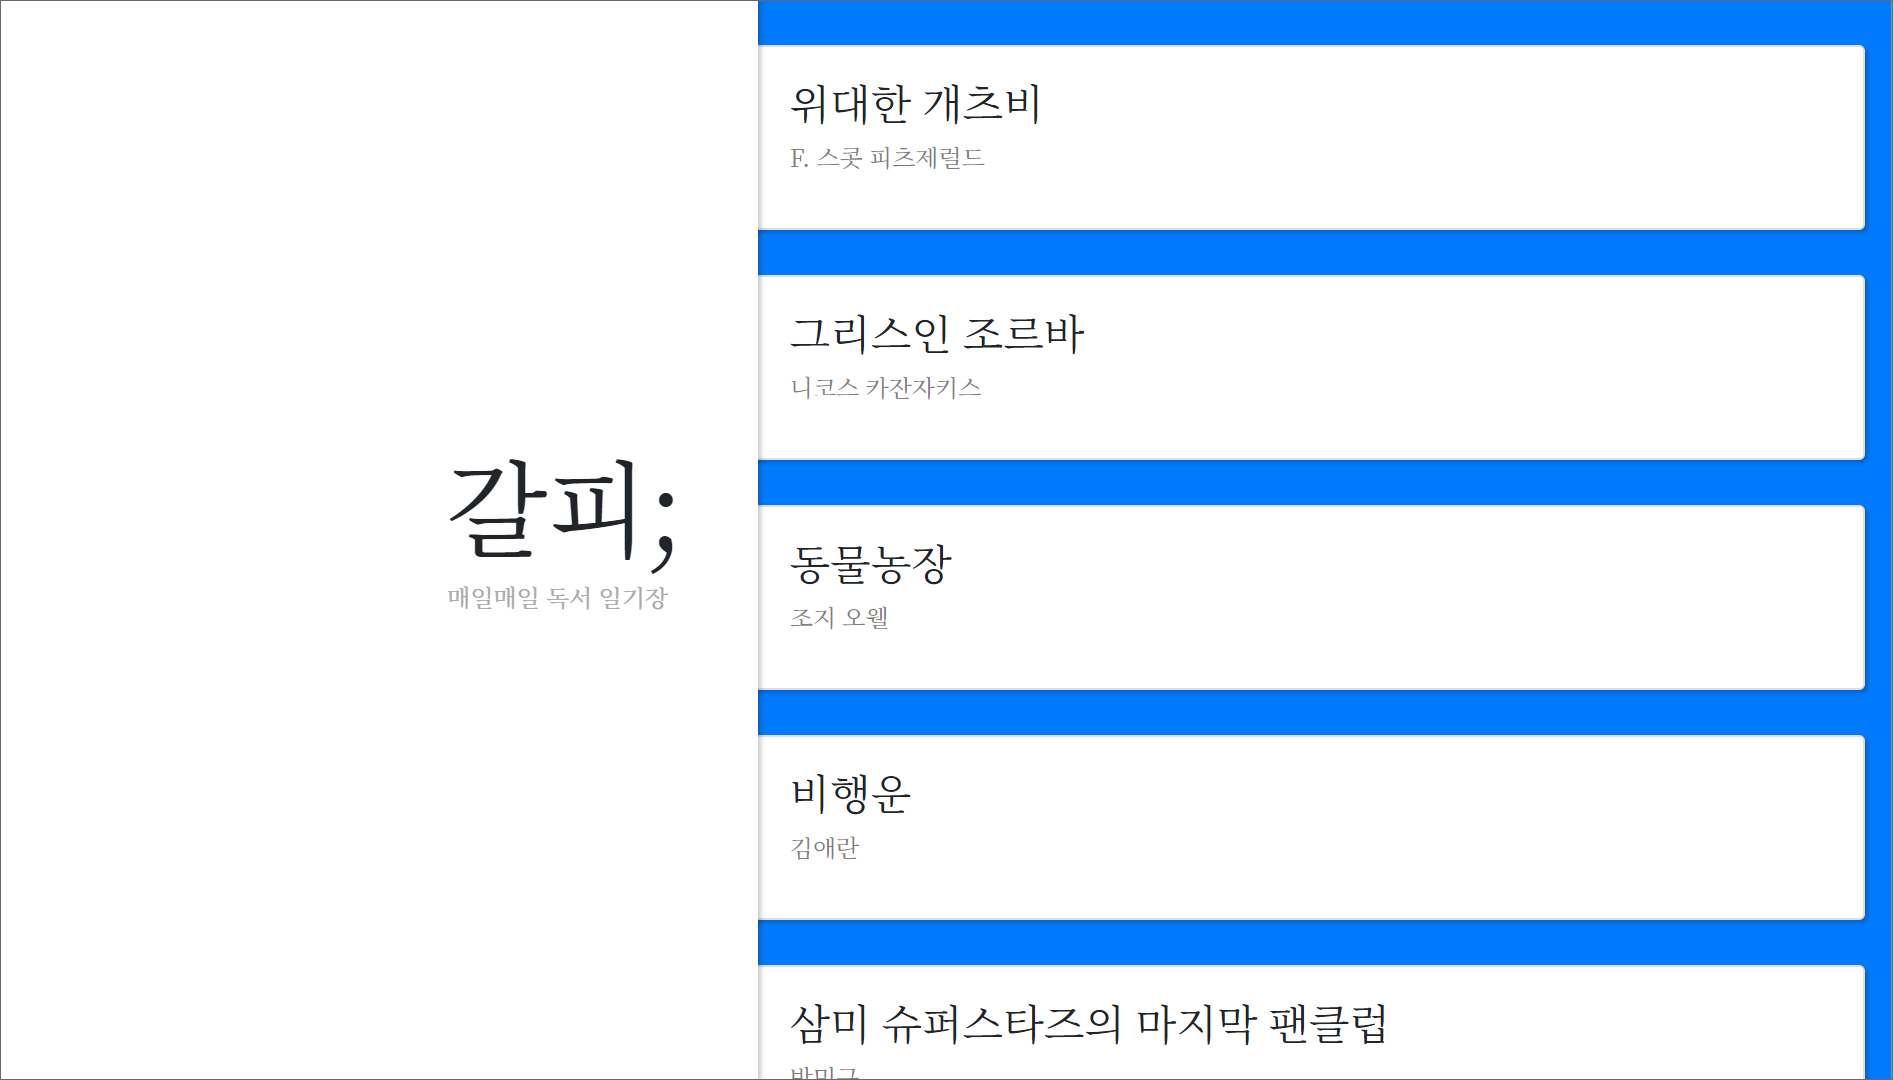 갈피;
매일매일 독서 일기장
위대한 개츠비
F. 스콧 피츠제럴드
그리스인 조르바
니코스 카잔자키스
동물농장
조지 오웰
비행운
김애란
삼미 슈퍼스타즈의 마지막 팬클럽